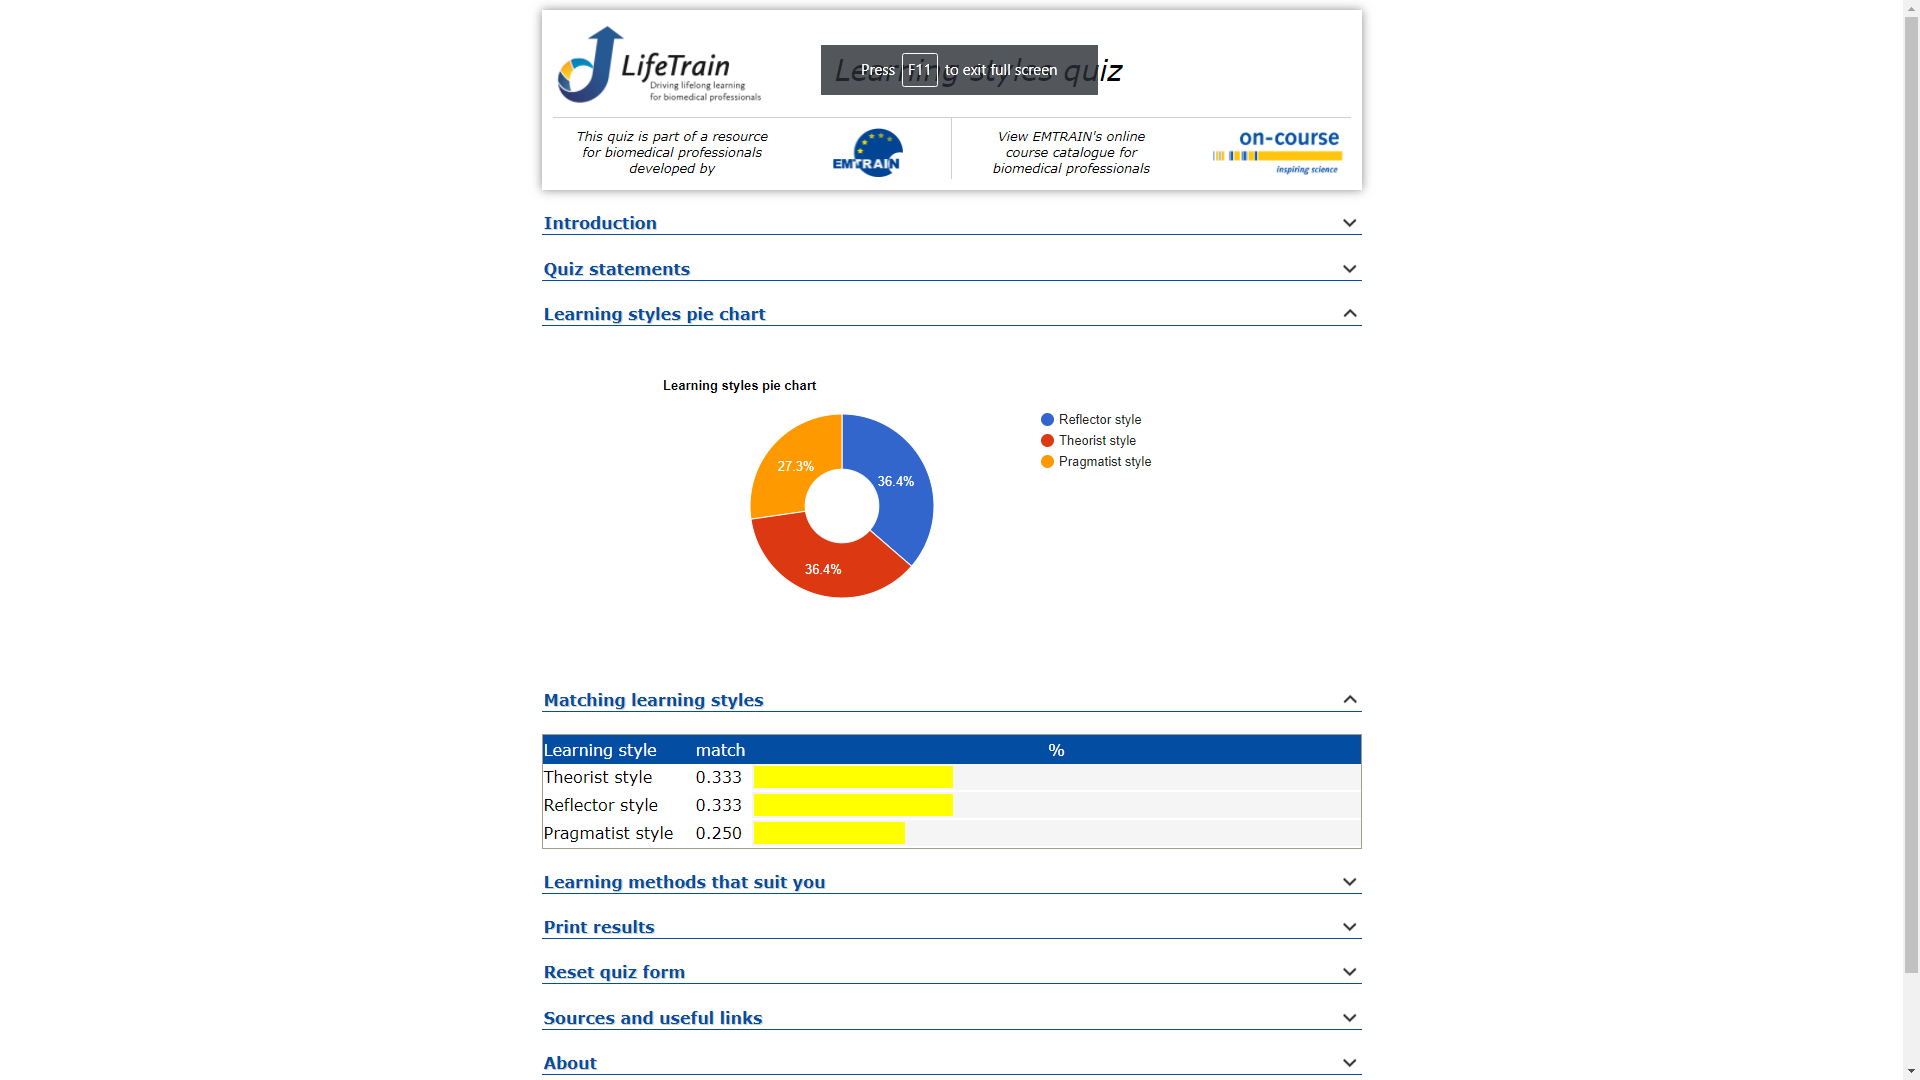 LifeTrain
Driving lifelong learning
for biomedical professionals
Learning styles quiz
Press F11 to exit full screen
This quiz is part of a resource
for biomedical professionals
developed by
EMTRAIN
View EMTRAIN's online
course catalogue for
biomedical professionals
on-course
inspiring science
Introduction
Quiz statements
Learning styles pie chart
Learning styles pie chart
Reflector style
Theorist style
Pragmatist style
27.3%
36.4%
36.4%
Matching learning styles
Learning style match %
Theorist style 0.333
Reflector style 0.333
Pragmatist style 0.250
Learning methods that suit you
Print results
Reset quiz form
Sources and useful links
About